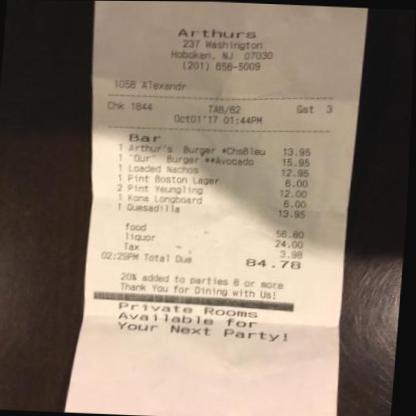 Arthurs
237 Washington
Hoboken, NJ 07030
(201) 656-5009
1058 Alexandr
Chk 1844 TAB/62 Gst 3
Oct01'17 01:44PM
Bar
1 Arthur's Burger *ChsBleu 13.95
1 "Our" Burger **Avocado 15.95
1 Loaded Nachos 12.95
1 Pint Boston Lager 6.00
2 Pint Yeungling 12.00
1 Kona Longboard 6.00
1 Quesadilla 13.95
food 56.80
liquor 24.00
Tax 3.98
02:29PM Total Due 84.78
20% added to parties 8 or more
Thank You for Dining with Us!
Private Rooms
Available for
Your Next Party!